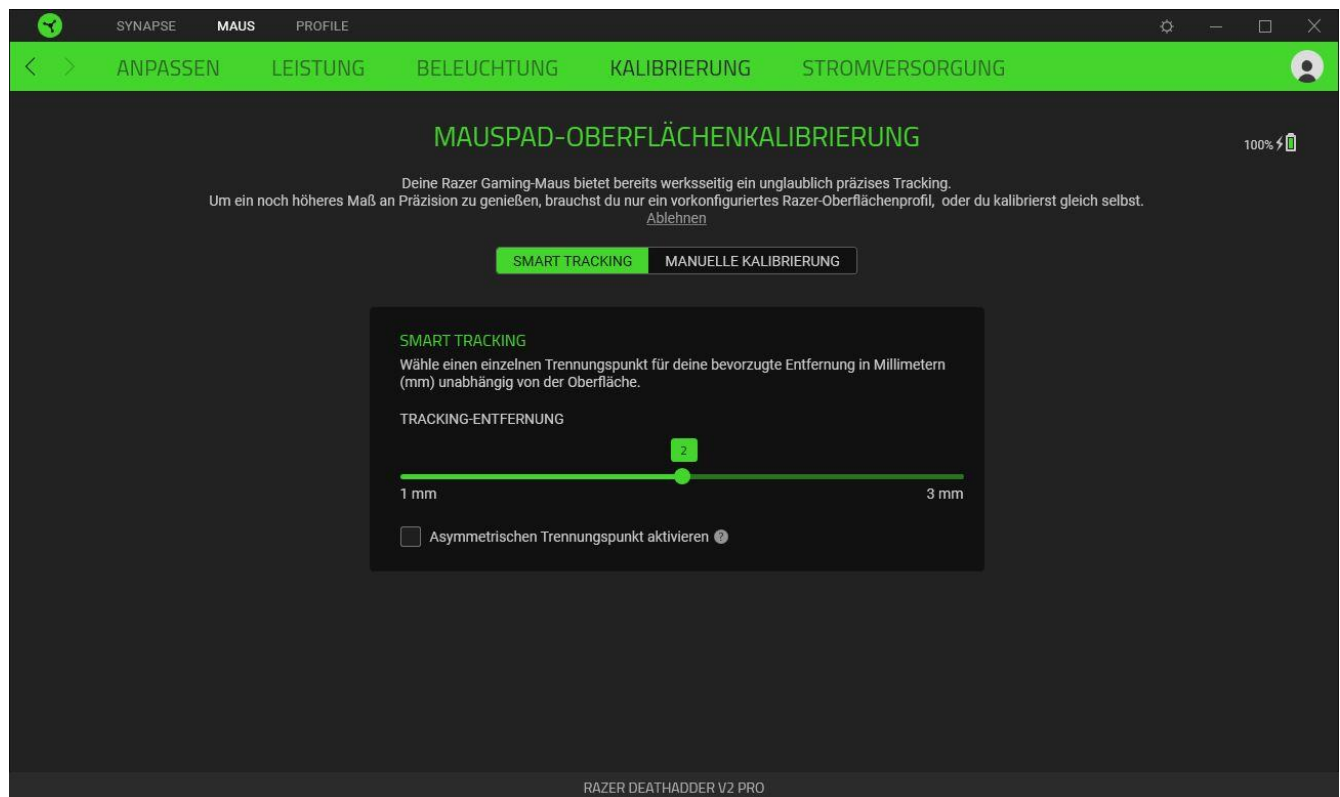 SYNAPSE MAUS PROFILE
ANPASSEN LEISTUNG BELEUCHTUNG KALIBRIERUNG STROMVERSORGUNG
MAUSPAD-OBERFLÄCHENKALIBRIERUNG
100%
Deine Razer Gaming-Maus bietet bereits werksseitig ein unglaublich präzises Tracking.
Um ein noch höheres Maß an Präzision zu genießen, brauchst du nur ein vorkonfiguriertes Razer-Oberflächenprofil, oder du kalibrierst gleich selbst.
Ablehnen
SMART TRACKING MANUELLE KALIBRIERUNG
SMART TRACKING
Wähle einen einzelnen Trennungspunkt für deine bevorzugte Entfernung in Millimetern
(mm) unabhängig von der Oberfläche.
TRACKING-ENTFERNUNG
2
1 mm 3 mm
Asymmetrischen Trennungspunkt aktivieren ?
RAZER DEATHADDER V2 PRO